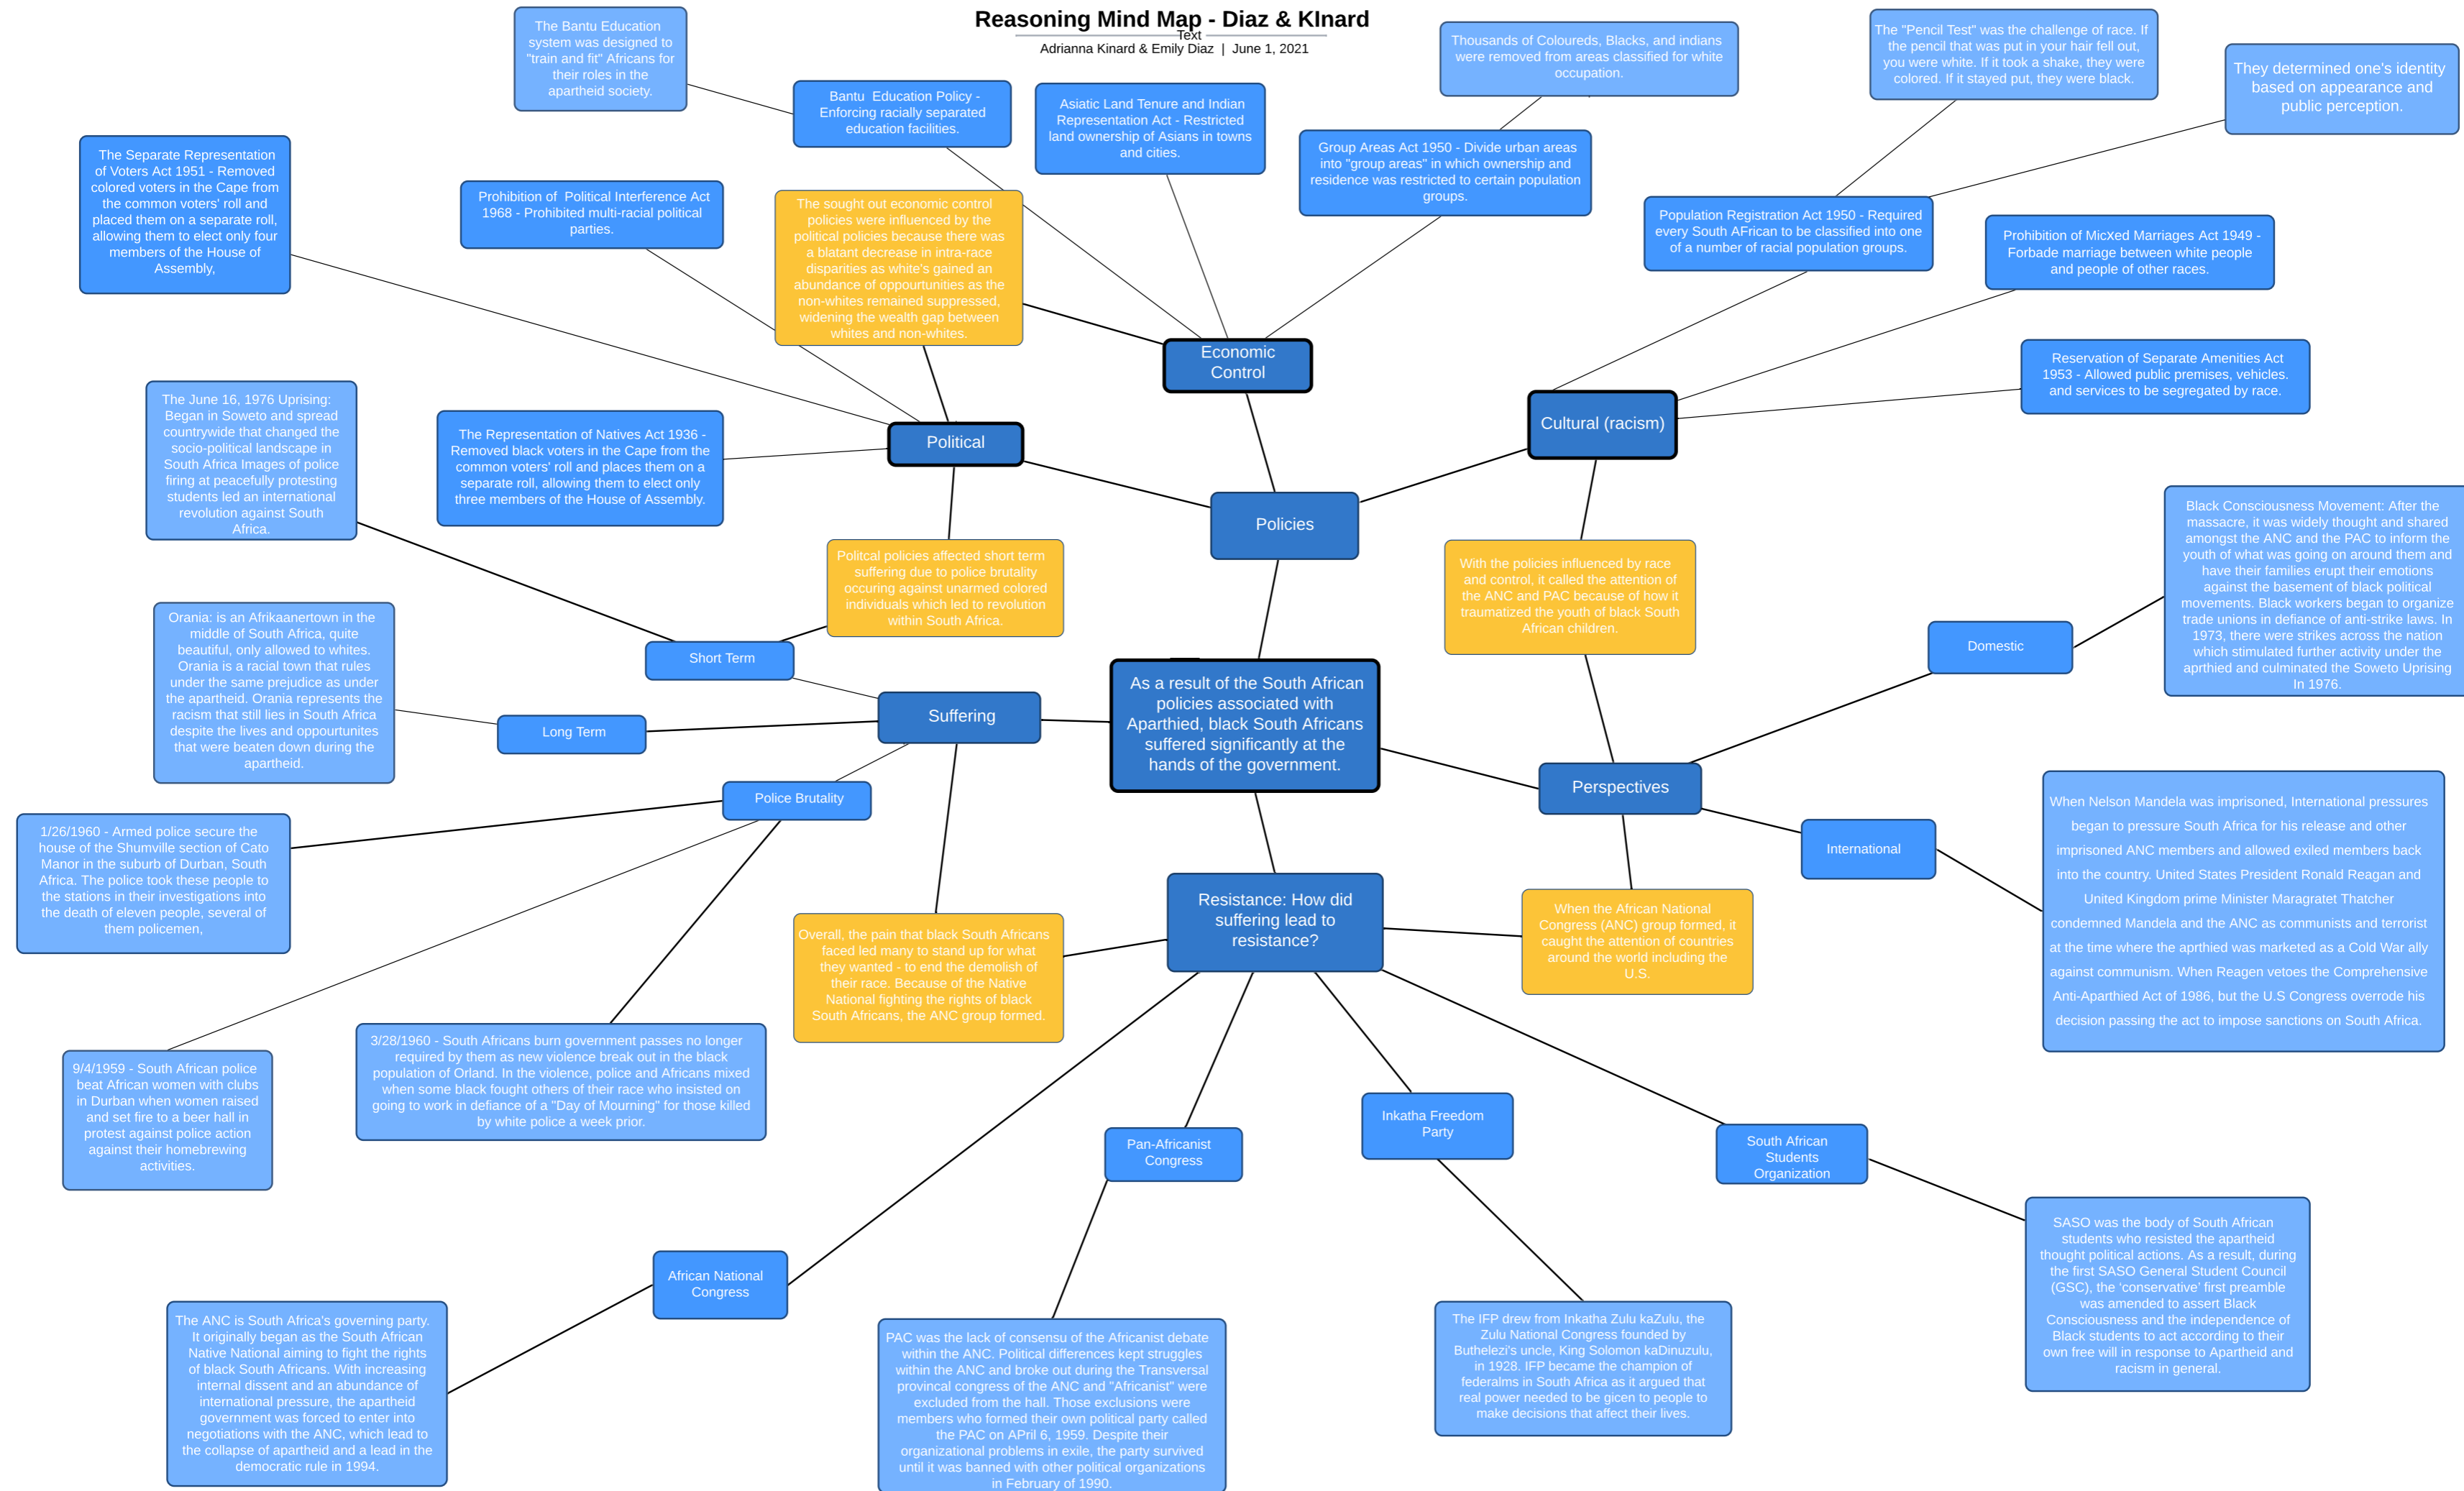 Reasoning Mind Map - Diaz & KInard
Text
Adrianna Kinard & Emily Diaz | June 1, 2021
The Bantu Education
system was designed to
"train and fit" Africans for
their roles in the
apartheid society.
Bantu Education Policy -
Enforcing racially separated
education facilities.
Asiatic Land Tenure and Indian
Representation Act - Restricted
land ownership of Asians in towns
and cities.
Thousands of Coloureds, Blacks, and indians
were removed from areas classified for white
occupation.
Group Areas Act 1950 - Divide urban areas
into "group areas" in which ownership and
residence was restricted to certain population
groups.
The "Pencil Test" was the challenge of race. If
the pencil that was put in your hair fell out,
you were white. If it took a shake, they were
colored. If it stayed put, they were black.
They determined one's identity
based on appearance and
public perception.
The Separate Representation
of Voters Act 1951 - Removed
colored voters in the Cape from
the common voters' roll and
placed them on a separate roll,
allowing them to elect only four
members of the House of
Assembly,
Prohibition of Political Interference Act
1968 - Prohibited multi-racial political
parties.
The sought out economic control
policies were influenced by the
political policies because there was
a blatant decrease in intra-race
disparities as white's gained an
abundance of oppourtunities as the
non-whites remained suppressed,
widening the wealth gap between
whites and non-whites.
Population Registration Act 1950 - Required
every South AFrican to be classified into one
of a number of racial population groups.
Prohibition of MicXed Marriages Act 1949 -
Forbade marriage between white people
and people of other races.
Economic
Control
Reservation of Separate Amenities Act
1953 - Allowed public premises, vehicles.
and services to be segregated by race.
Cultural (racism)
The June 16, 1976 Uprising:
Began in Soweto and spread
countrywide that changed the
socio-political landscape in
South Africa Images of police
firing at peacefully protesting
students led an international
revolution against South
Africa.
The Representation of Natives Act 1936 -
Removed black voters in the Cape from the
common voters' roll and places them on a
separate roll, allowing them to elect only
three members of the House of Assembly.
Political
Policies
Politcal policies affected short term
suffering due to police brutality
occuring against unarmed colored
individuals which led to revolution
within South Africa.
With the policies influenced by race
and control, it called the attention of
the ANC and PAC because of how it
traumatized the youth of black South
African children.
Black Consciousness Movement: After the
massacre, it was widely thought and shared
amongst the ANC and the PAC to inform the
youth of what was going on around them and
have their families erupt their emotions
against the basement of black political
movements. Black workers began to organize
trade unions in defiance of anti-strike laws. In
1973, there were strikes across the nation
which stimulated further activity under the
aprthied and culminated the Soweto Uprising
In 1976.
Domestic
Orania: is an Afrikaanertown in the
middle of South Africa, quite
beautiful, only allowed to whites.
Orania is a racial town that rules
under the same prejudice as under
the apartheid. Orania represents the
racism that still lies in South Africa
despite the lives and oppourtunites
that were beaten down during the
apartheid.
Short Term
Long Term
Suffering
As a result of the South African
policies associated with
Aparthied, black South Africans
suffered significantly at the
hands of the government.
Perspectives
Police Brutality
International
When Nelson Mandela was imprisoned, International pressures
began to pressure South Africa for his release and other
imprisoned ANC members and allowed exiled members back
into the country. United States President Ronald Reagan and
United Kingdom prime Minister Maragratet Thatcher
condemned Mandela and the ANC as communists and terrorist
at the time where the aprthied was marketed as a Cold War ally
against communism. When Reagen vetoes the Comprehensive
Anti-Aparthied Act of 1986, but the U.S Congress overrode his
decision passing the act to impose sanctions on South Africa.
1/26/1960 - Armed police secure the
house of the Shumville section of Cato
Manor in the suburb of Durban, South
Africa. The police took these people to
the stations in their investigations into
the death of eleven people, several of
them policemen,
Resistance: How did
suffering lead to
resistance?
Overall, the pain that black South Africans
faced led many to stand up for what
they wanted - to end the demolish of
their race. Because of the Native
National fighting the rights of black
South Africans, the ANC group formed.
When the African National
Congress (ANC) group formed, it
caught the attention of countries
around the world including the
U.S.
9/4/1959 - South African police
beat African women with clubs
in Durban when women raised
and set fire to a beer hall in
protest against police action
against their homebrewing
activities.
3/28/1960 - South Africans burn government passes no longer
required by them as new violence break out in the black
population of Orland. In the violence, police and Africans mixed
when some black fought others of their race who insisted on
going to work in defiance of a "Day of Mourning" for those killed
by white police a week prior.
Pan-Africanist
Congress
Inkatha Freedom
Party
South African
Students
Organization
African National
Congress
SASO was the body of South African
students who resisted the apartheid
thought political actions. As a result, during
the first SASO General Student Council
(GSC), the ‘conservative’ first preamble
was amended to assert Black
Consciousness and the independence of
Black students to act according to their
own free will in response to Apartheid and
racism in general.
The ANC is South Africa's governing party.
It originally began as the South African
Native National aiming to fight the rights
of black South Africans. With increasing
internal dissent and an abundance of
international pressure, the apartheid
government was forced to enter into
negotiations with the ANC, which lead to
the collapse of apartheid and a lead in the
democratic rule in 1994.
PAC was the lack of consensu of the Africanist debate
within the ANC. Political differences kept struggles
within the ANC and broke out during the Transversal
provincal congress of the ANC and "Africanist" were
excluded from the hall. Those exclusions were
members who formed their own political party called
the PAC on APril 6, 1959. Despite their
organizational problems in exile, the party survived
until it was banned with other political organizations
in February of 1990.
The IFP drew from Inkatha Zulu kaZulu, the
Zulu National Congress founded by
Buthelezi's uncle, King Solomon kaDinuzulu,
in 1928. IFP became the champion of
federalms in South Africa as it argued that
real power needed to be gicen to people to
make decisions that affect their lives.